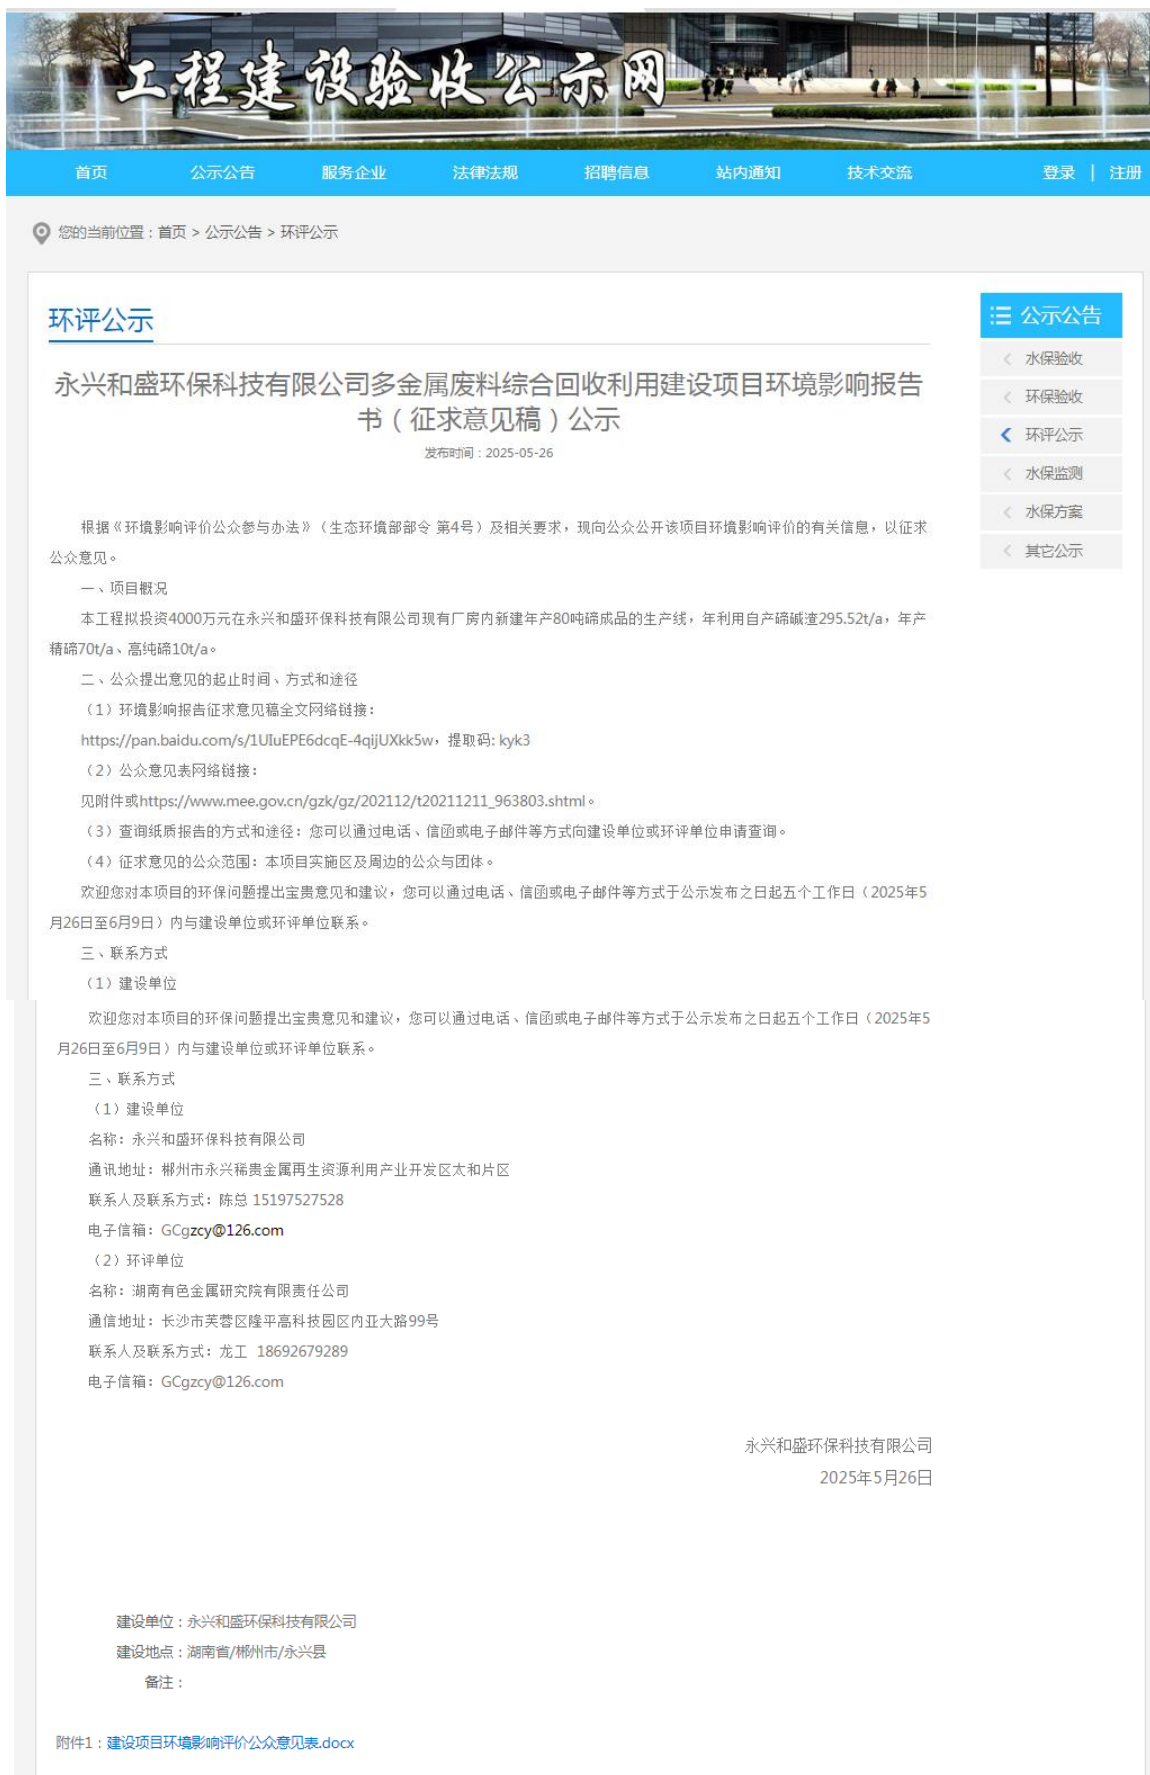 工程建设验收公示网
首页 公示公告 服务企业 法律法规 招聘信息 站内通知 技术交流 登录 | 注册
您的当前位置：首页 > 公示公告 > 环评公示
环评公示
永兴和盛环保科技有限公司多金属废料综合回收利用建设项目环境影响报告
书（征求意见稿）公示
发布时间：2025-05-26
根据《环境影响评价公众参与办法》（生态环境部部令 第4号）及相关要求，现向公众公开该项目环境影响评价的有关信息，以征求
公众意见。
一、项目概况
本工程拟投资4000万元在永兴和盛环保科技有限公司现有厂房内新建年产80吨碲成品的生产线，年利用自产碲碱渣295.52t/a，年产
精碲70t/a、高纯碲10t/a。
二、公众提出意见的起止时间、方式和途径
（1）环境影响报告征求意见稿全文网络链接：
https://pan.baidu.com/s/1UIuEPE6dcqE-4qijUXkk5w，提取码: kyk3
（2）公众意见表网络链接：
见附件或https://www.mee.gov.cn/gzk/gz/202112/t20211211_963803.shtml。
（3）查询纸质报告的方式和途径：您可以通过电话、信函或电子邮件等方式向建设单位或环评单位申请查询。
（4）征求意见的公众范围：本项目实施区及周边的公众与团体。
欢迎您对本项目的环保问题提出宝贵意见和建议，您可以通过电话、信函或电子邮件等方式于公示发布之日起五个工作日（2025年5
月26日至6月9日）内与建设单位或环评单位联系。
三、联系方式
（1）建设单位
欢迎您对本项目的环保问题提出宝贵意见和建议，您可以通过电话、信函或电子邮件等方式于公示发布之日起五个工作日（2025年5
月26日至6月9日）内与建设单位或环评单位联系。
三、联系方式
（1）建设单位
名称：永兴和盛环保科技有限公司
通讯地址：郴州市永兴稀贵金属再生资源利用产业开发区太和片区
联系人及联系方式：陈总 15197527528
电子信箱：GCgzcy@126.com
（2）环评单位
名称：湖南有色金属研究院有限责任公司
通信地址：长沙市芙蓉区隆平高科技园区内亚大路99号
联系人及联系方式：龙工 18692679289
电子信箱：GCgzcy@126.com
永兴和盛环保科技有限公司
2025年5月26日
建设单位：永兴和盛环保科技有限公司
建设地点：湖南省/郴州市/永兴县
备注：
附件1：建设项目环境影响评价公众意见表.docx
公示公告
水保验收
环保验收
环评公示
水保监测
水保方案
其它公示